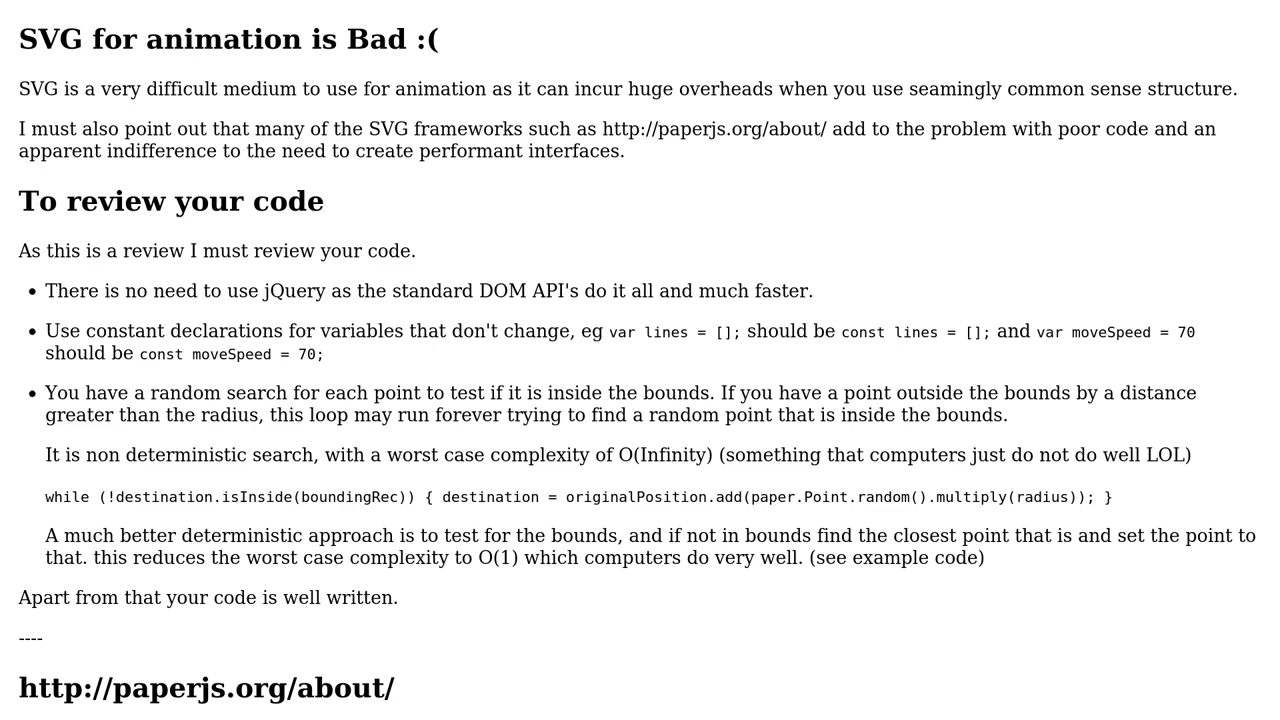 SVG for animation is Bad :(
SVG is a very difficult medium to use for animation as it can incur huge overheads when you use seamingly common sense structure.
I must also point out that many of the SVG frameworks such as http://paperjs.org/about/ add to the problem with poor code and an
apparent indifference to the need to create performant interfaces.
To review your code
As this is a review I must review your code.
• There is no need to use jQuery as the standard DOM API's do it all and much faster.
• Use constant declarations for variables that don't change, eg var lines = []; should be const lines = []; and var moveSpeed = 70
should be const moveSpeed = 70;
• You have a random search for each point to test if it is inside the bounds. If you have a point outside the bounds by a distance
greater than the radius, this loop may run forever trying to find a random point that is inside the bounds.
It is non deterministic search, with a worst case complexity of O(Infinity) (something that computers just do not do well LOL)
while (!destination.isInside(boundingRec)) { destination = originalPosition.add(paper.Point.random().multiply(radius)); }
A much better deterministic approach is to test for the bounds, and if not in bounds find the closest point that is and set the point to
that. this reduces the worst case complexity to O(1) which computers do very well. (see example code)
Apart from that your code is well written.
----
http://paperjs.org/about/